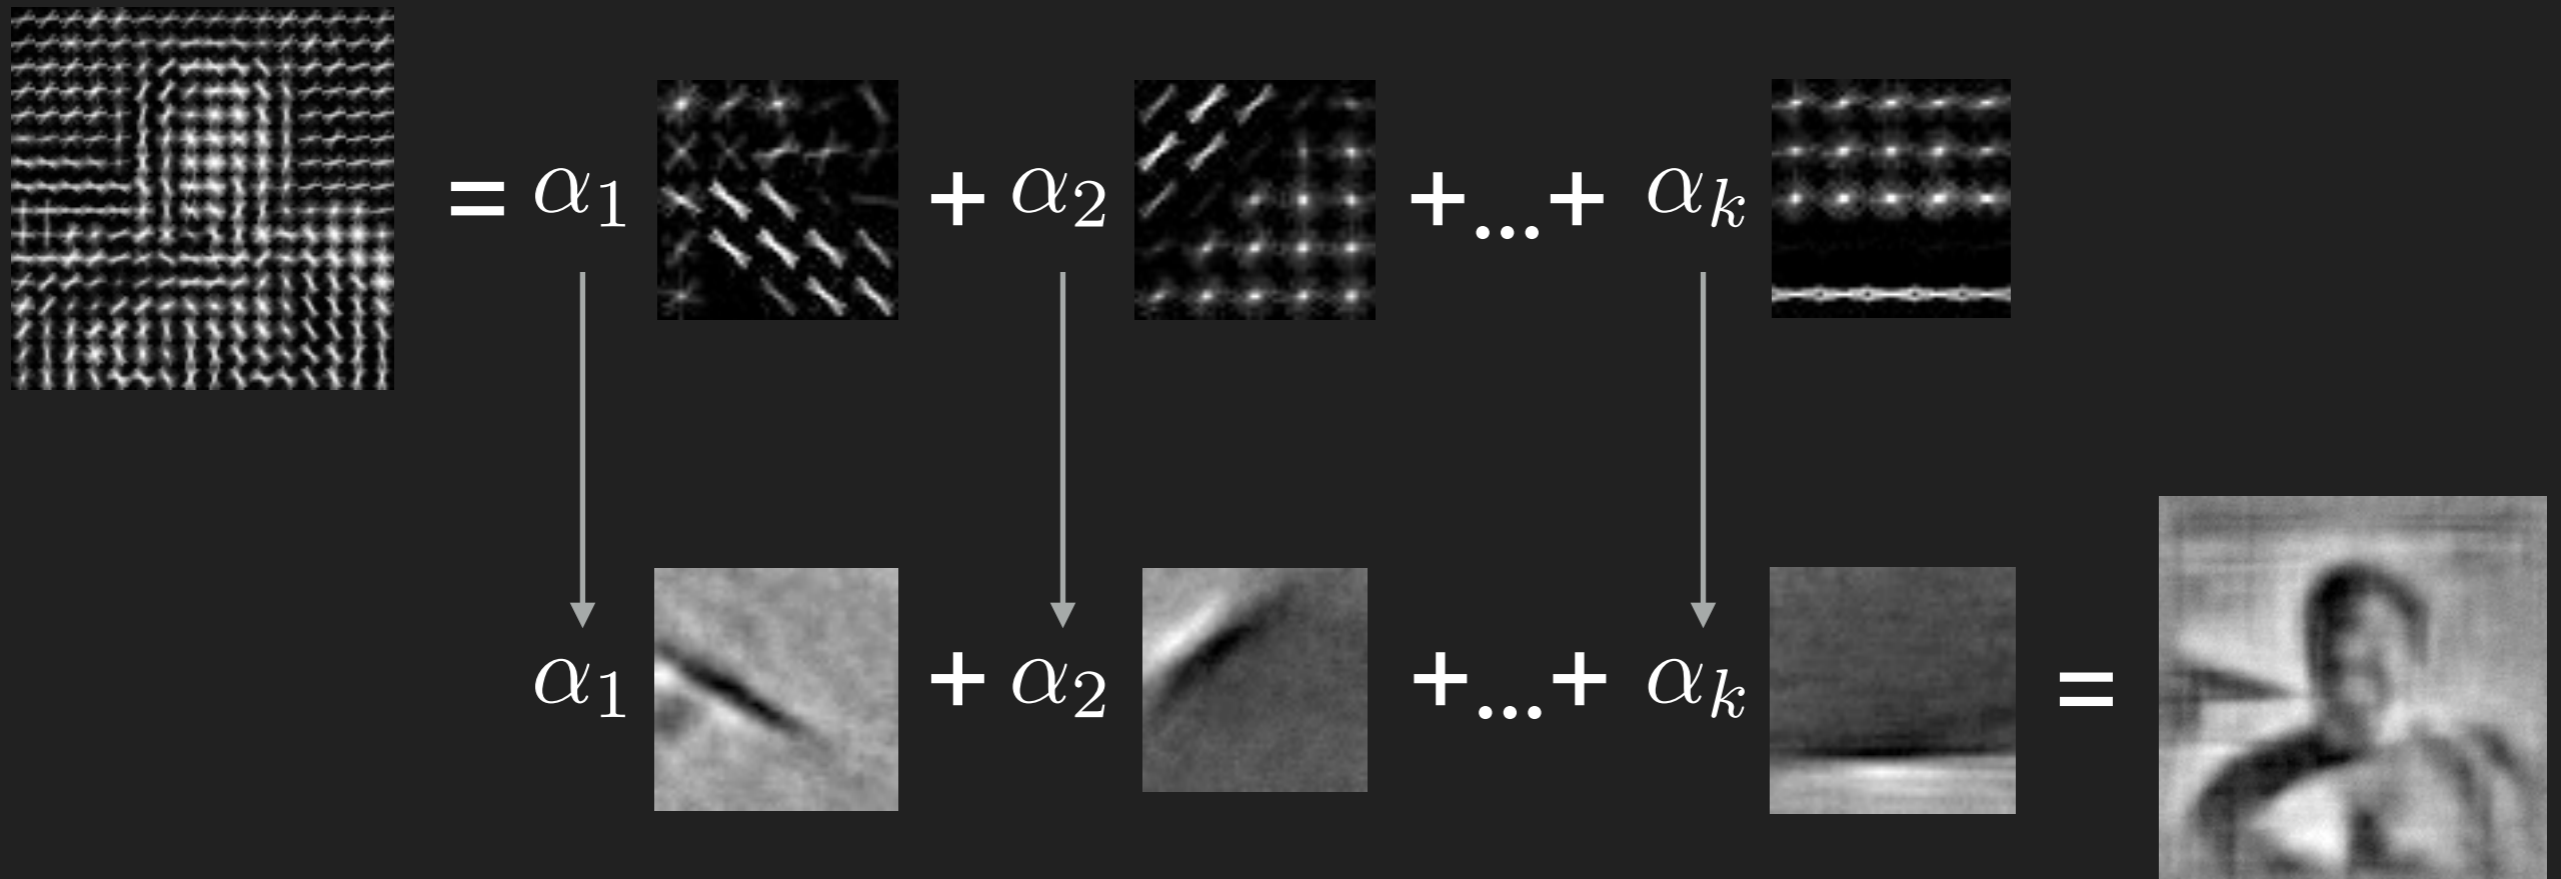 = α₁ + α₂ +...+ αₖ
α₁ + α₂ +...+ αₖ =